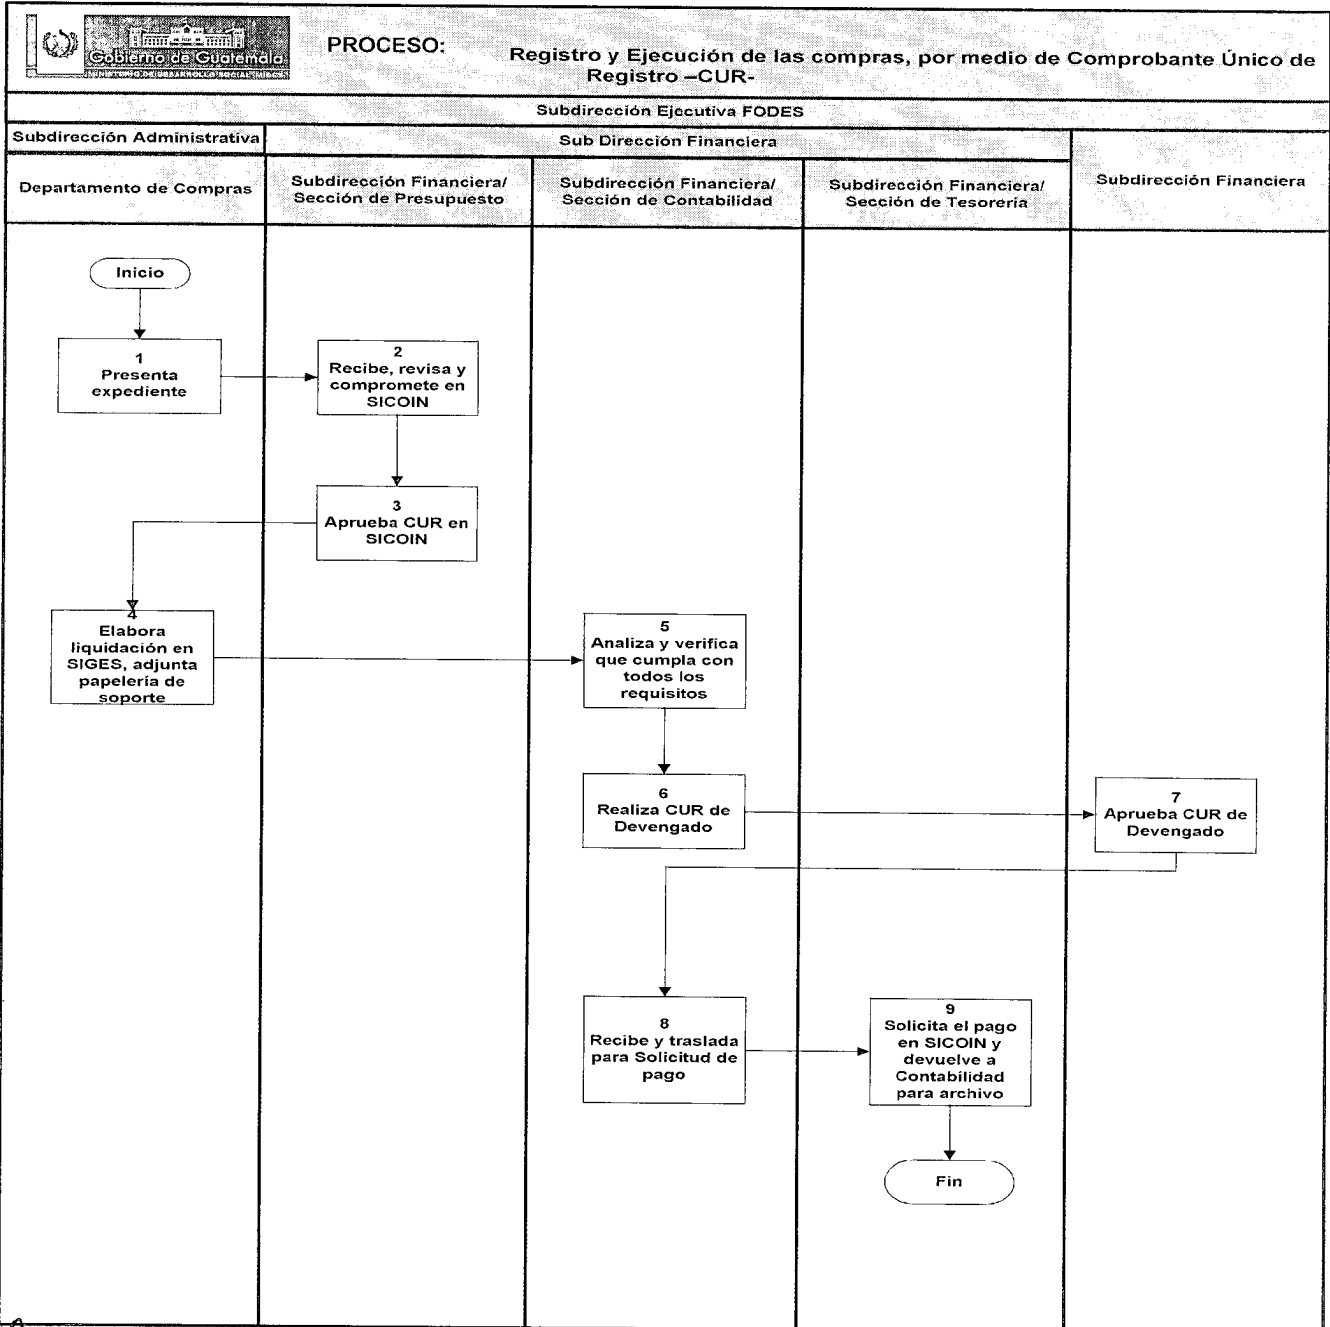 Gobierno de Guatemala
MINISTERIO DE DESARROLLO SOCIAL, MIDES
PROCESO:
Registro y Ejecución de las compras, por medio de Comprobante Único de
Registro –CUR-
Subdirección Ejecutiva FODES
Subdirección Administrativa
Sub Dirección Financiera
Departamento de Compras
Subdirección Financiera/
Sección de Presupuesto
Subdirección Financiera/
Sección de Contabilidad
Subdirección Financiera/
Sección de Tesorería
Subdirección Financiera
Inicio
1
Presenta
expediente
2
Recibe, revisa y
compromete en
SICOIN
3
Aprueba CUR en
SICOIN
4
Elabora
liquidación en
SIGES, adjunta
papelería de
soporte
5
Analiza y verifica
que cumpla con
todos los
requisitos
6
Realiza CUR de
Devengado
7
Aprueba CUR de
Devengado
8
Recibe y traslada
para Solicitud de
pago
9
Solicita el pago
en SICOIN y
devuelve a
Contabilidad
para archivo
Fin